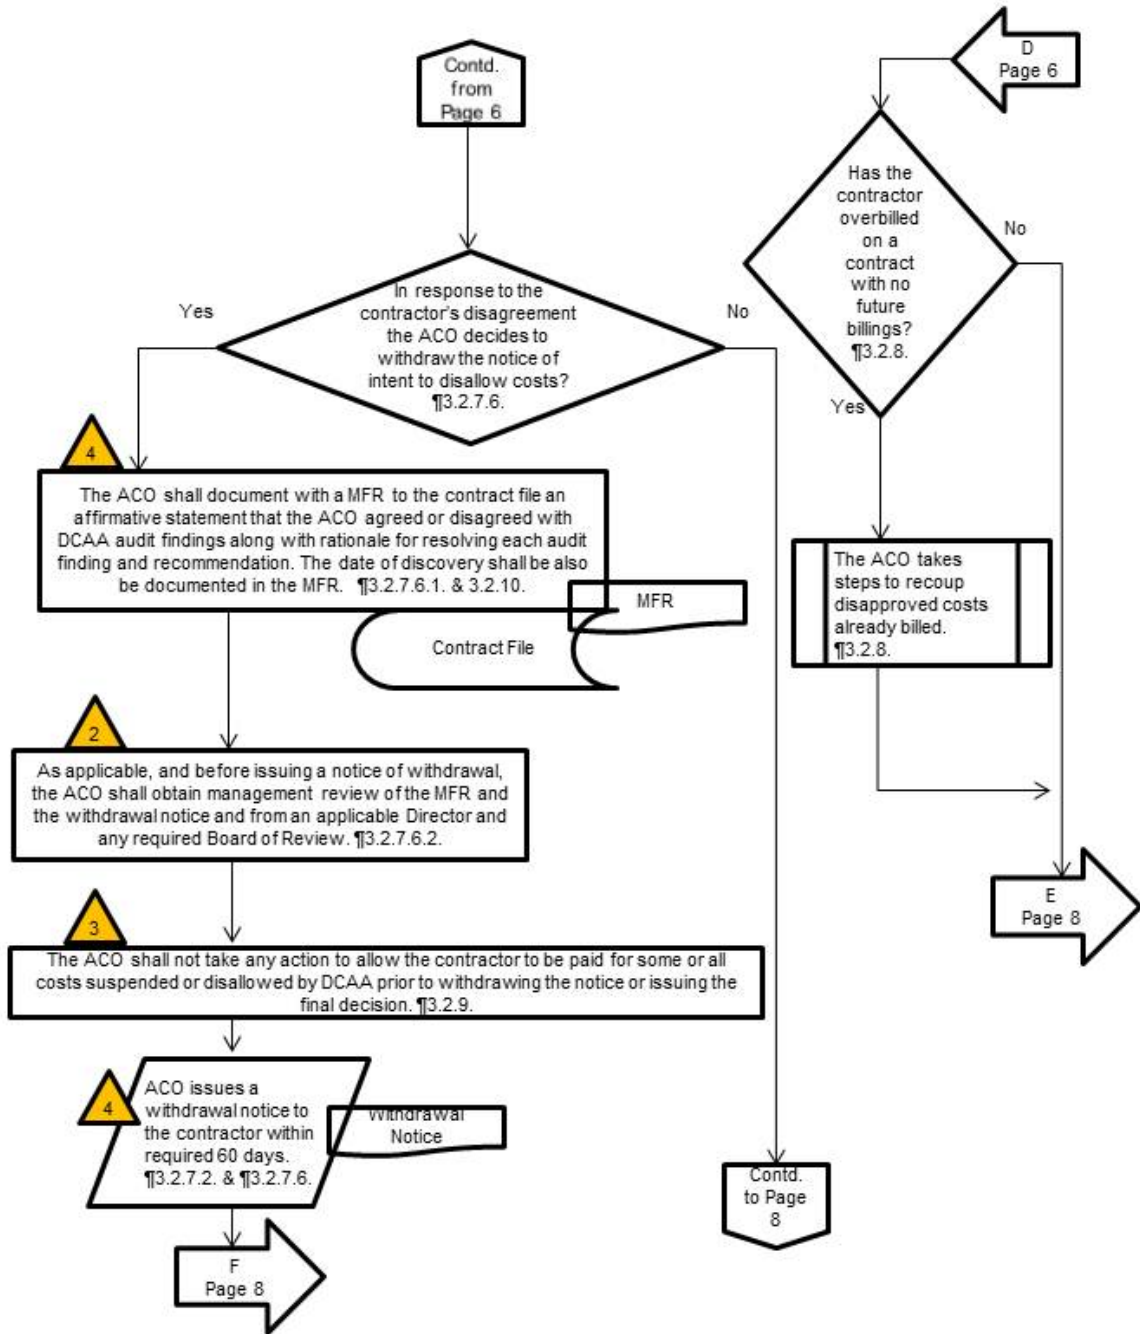 Contd.
from
Page 6
D
Page 6
Has the
contractor
overbilled
on a
contract
with no
future
billings?
¶3.2.8.
No
Yes
In response to the
contractor's disagreement
the ACO decides to
withdraw the notice of
intent to disallow costs?
¶3.2.7.6.
Yes
No
4
The ACO shall document with a MFR to the contract file an
affirmative statement that the ACO agreed or disagreed with
DCAA audit findings along with rationale for resolving each audit
finding and recommendation. The date of discovery shall be also
be documented in the MFR. ¶3.2.7.6.1. & 3.2.10.
MFR
Contract File
The ACO takes
steps to recoup
disapproved costs
already billed.
¶3.2.8.
2
As applicable, and before issuing a notice of withdrawal,
the ACO shall obtain management review of the MFR and
the withdrawal notice and from an applicable Director and
any required Board of Review. ¶3.2.7.6.2.
E
Page 8
3
The ACO shall not take any action to allow the contractor to be paid for some or all
costs suspended or disallowed by DCAA prior to withdrawing the notice or issuing the
final decision. ¶3.2.9.
4
ACO issues a
withdrawal notice to
the contractor within
required 60 days.
¶3.2.7.2. & ¶3.2.7.6.
Withdrawal
Notice
Contd.
to Page
8
F
Page 8